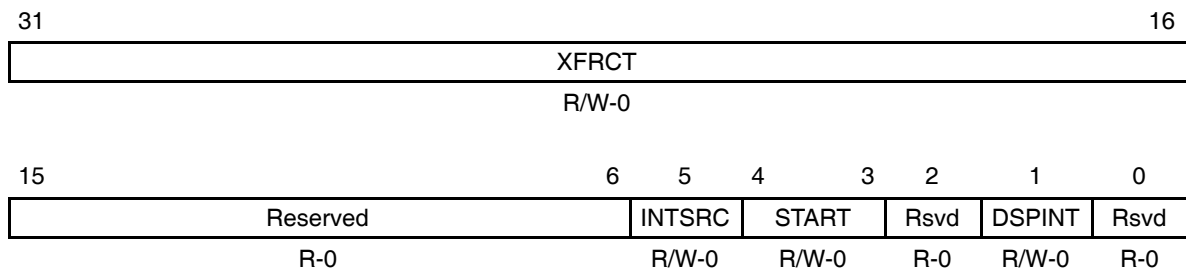 31 16
XFRCT
R/W-0
15 6 5 4 3 2 1 0
Reserved INTSRC START Rsvd DSPINT Rsvd
R-0 R/W-0 R/W-0 R-0 R/W-0 R-0